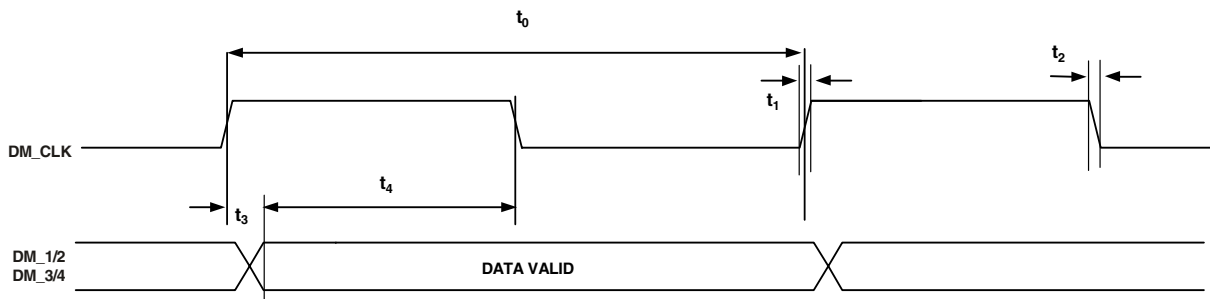 t0
t2
t1
DM_CLK
t4
t3
DM_1/2
DM_3/4
DATA VALID